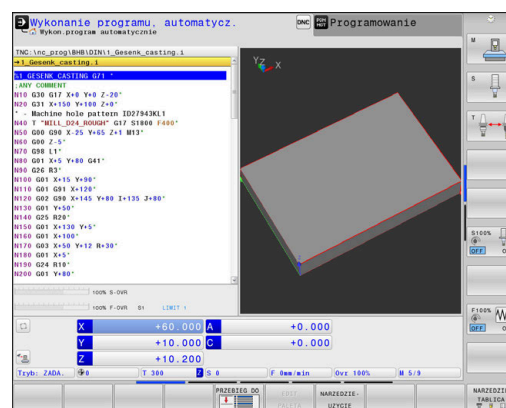 Wykonanie programu, automatycz.
Wykon.program automatycznie
DNC
Programowanie
TNC:\nc_prog\BHB\DIN\1_Gesenk_casting.i
→1_Gesenk_casting.i
%1_GESENK_CASTING G71 *
;ANY COMMENT
N10 G30 G17 X+0 Y+0 Z-20*
N20 G31 X+150 Y+100 Z+0*
* - Machine hole pattern ID27943KL1
N40 T "MILL_D24_ROUGH" G17 S1800 F400*
N50 G00 G90 X-25 Y+65 Z+1 M13*
N60 G00 Z-5*
N70 G98 L1*
N80 G01 X+5 Y+80 G41*
N90 G26 R3*
N100 G01 X+15 Y+90*
N110 G01 G91 X+120*
N120 G02 G90 X+145 Y+80 I+135 J+80*
N130 G01 Y+50*
N140 G25 R20*
N150 G01 X+130 Y+5*
N160 G01 X+100*
N170 G03 X+50 Y+12 R+30*
N180 G01 X+5*
N190 G24 R10*
N200 G01 Y+80*
Y Z X
Z
100% S-OVR
100% F-OVR S1 LIMIT 1
X +60.000 A +0.000
Y +10.000 C +0.000
Z +10.200
Tryb: ZADA. 0 T 300 Z S 0 F 0mm/min Ovr 100% M 5/9
M
S
T
S100%
OFF
F100%
OFF
PRZEBIEG DO
NARZEDZIE-
UZYCIE
NARZEDZI
TABLICA